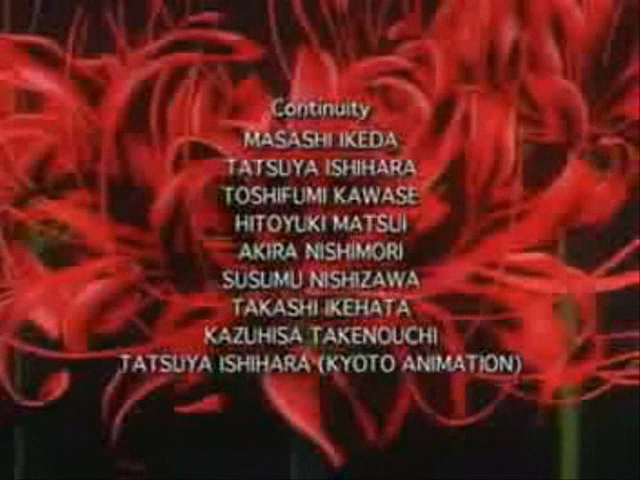 Continuity
MASASHI IKEDA
TATSUYA ISHIHARA
TOSHIFUMI KAWASE
HITOYUKI MATSUI
AKIRA NISHIMORI
SUSUMU NISHIZAWA
TAKASHI IKEHATA
KAZUHISA TAKENOUCHI
TATSUYA ISHIHARA (KYOTO ANIMATION)